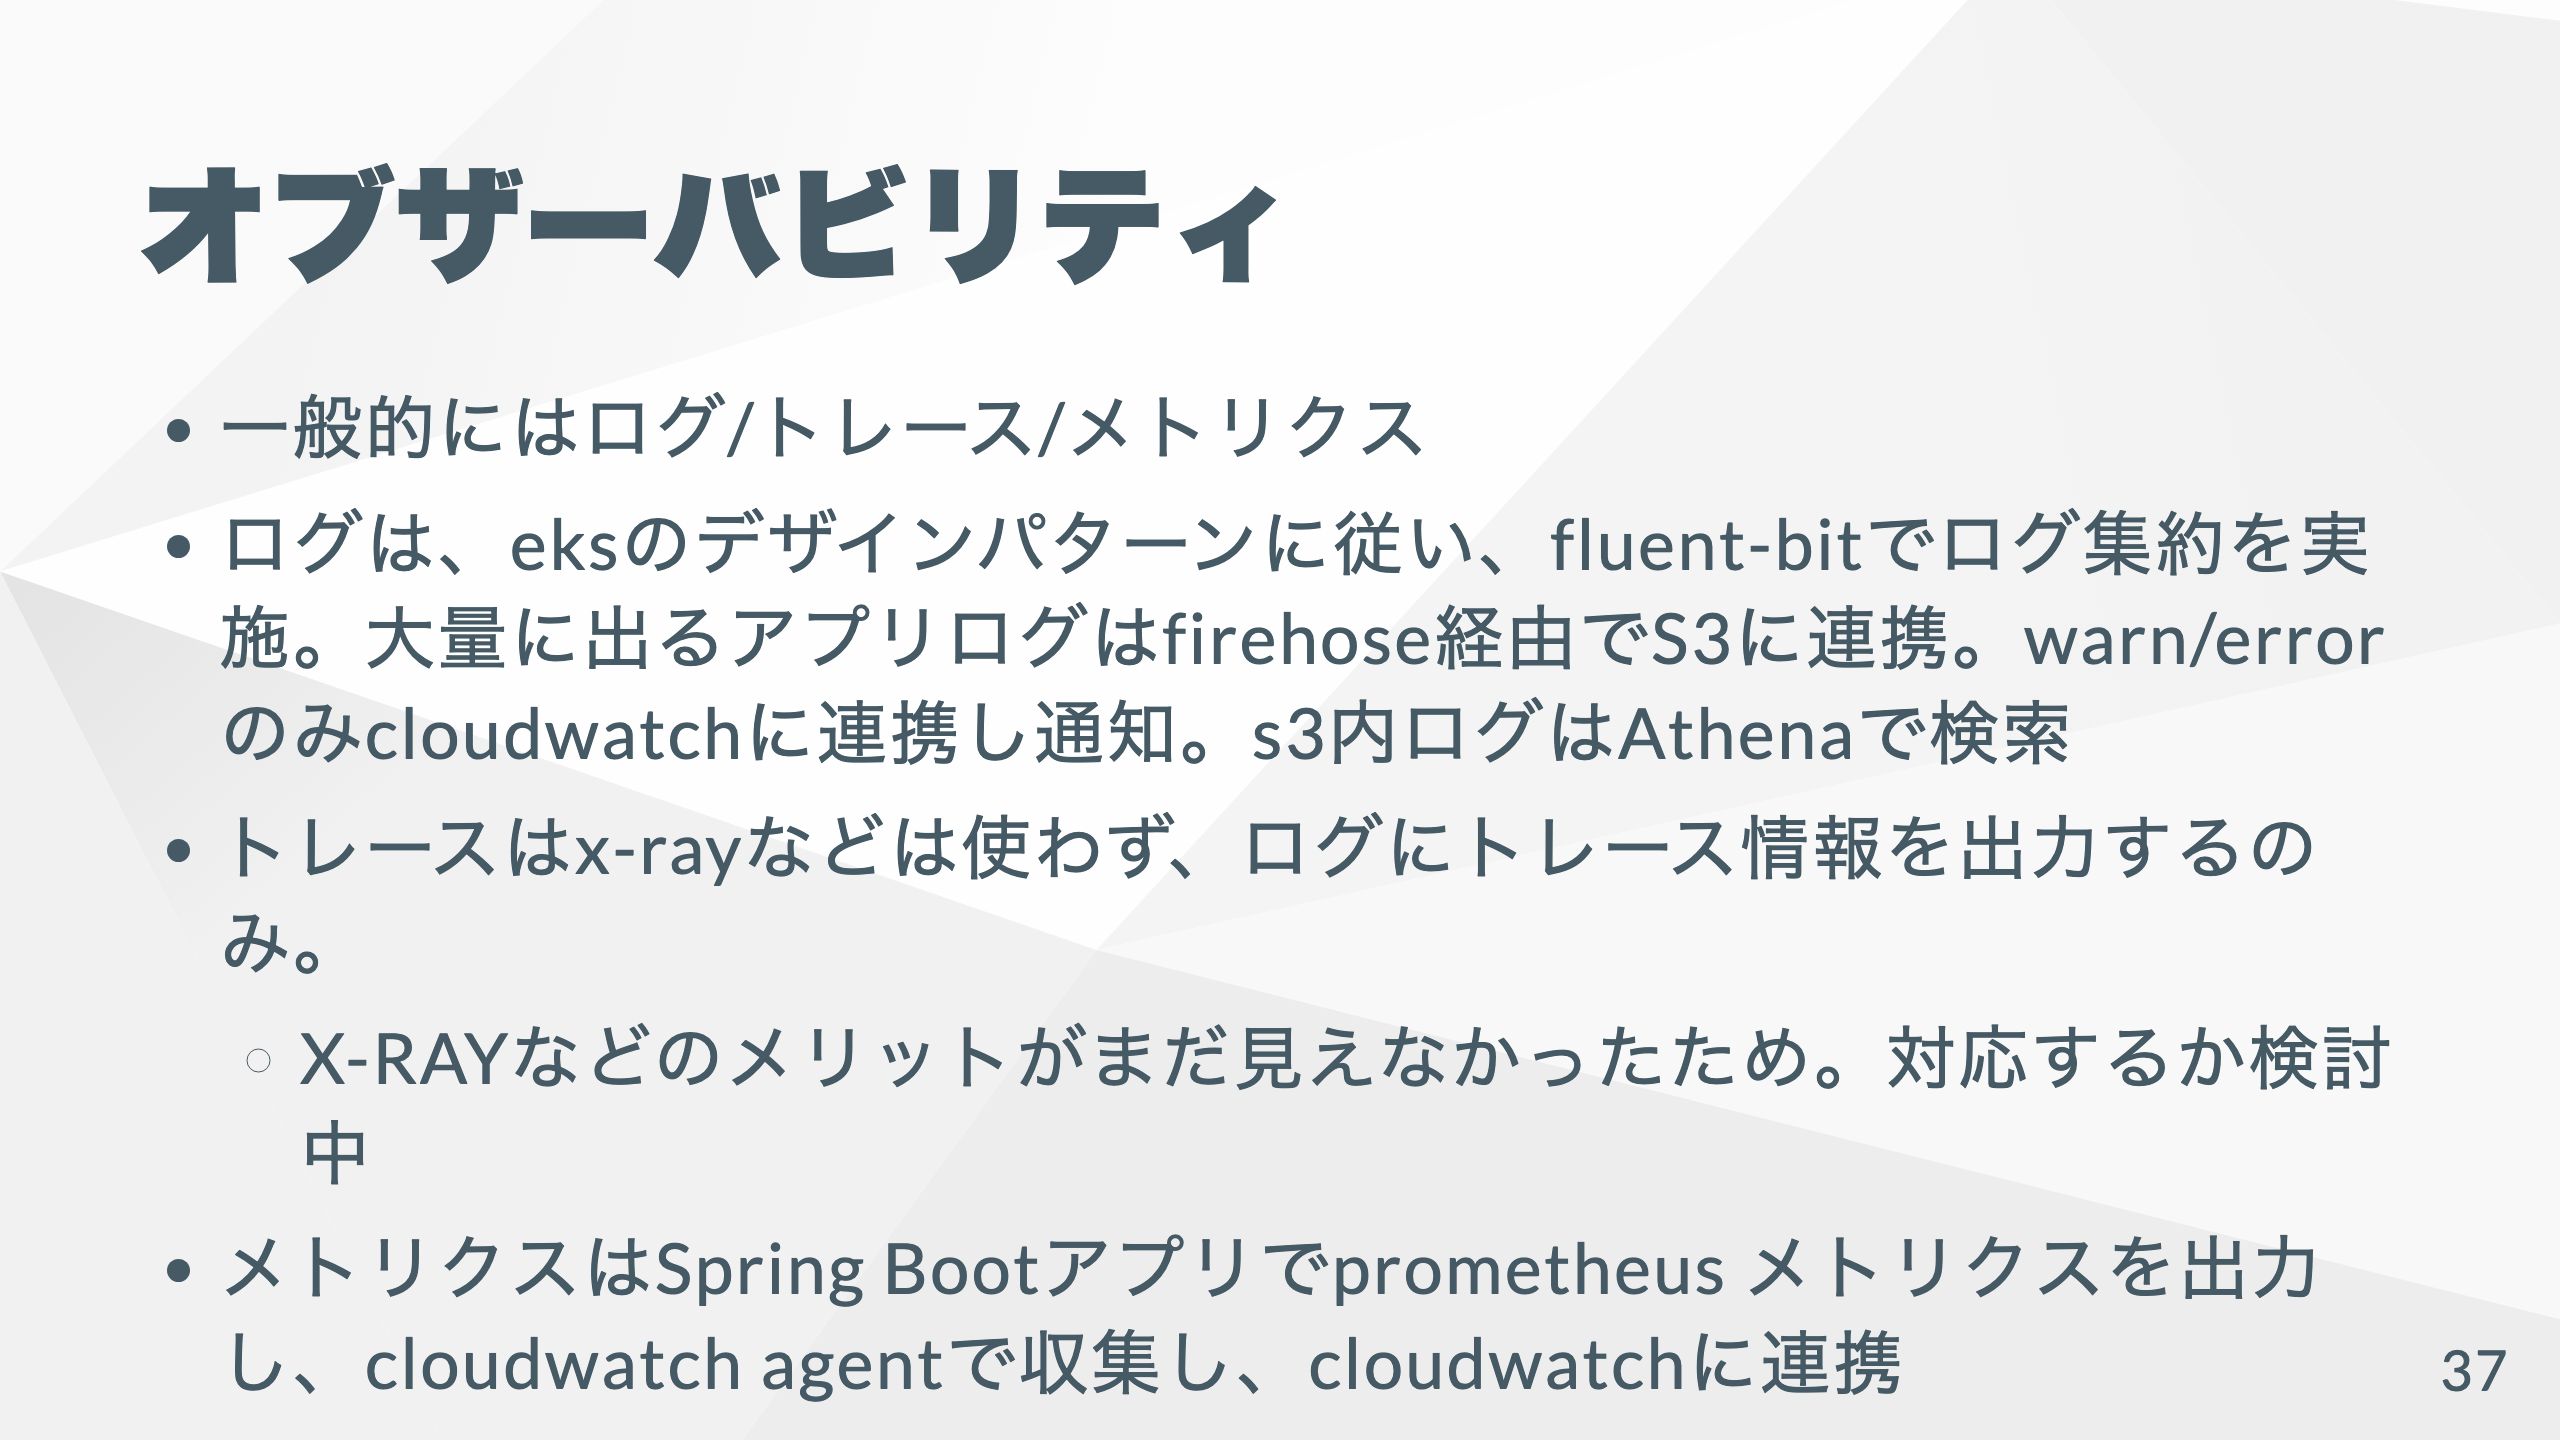 オブザーバビリティ
一般的にはログ/トレース/メトリクス
ログは、eksのデザインパターンに従い、fluent-bitでログ集約を実
施。大量に出るアプリログはfirehose経由でS3に連携。warn/error
のみcloudwatchに連携し通知。s3内ログはAthenaで検索
トレースはx-rayなどは使わず、ログにトレース情報を出力するの
み。
X-RAYなどのメリットがまだ見えなかったため。対応するか検討
中
メトリクスはSpring Bootアプリでprometheus メトリクスを出力
し、cloudwatch agentで収集し、cloudwatchに連携
37